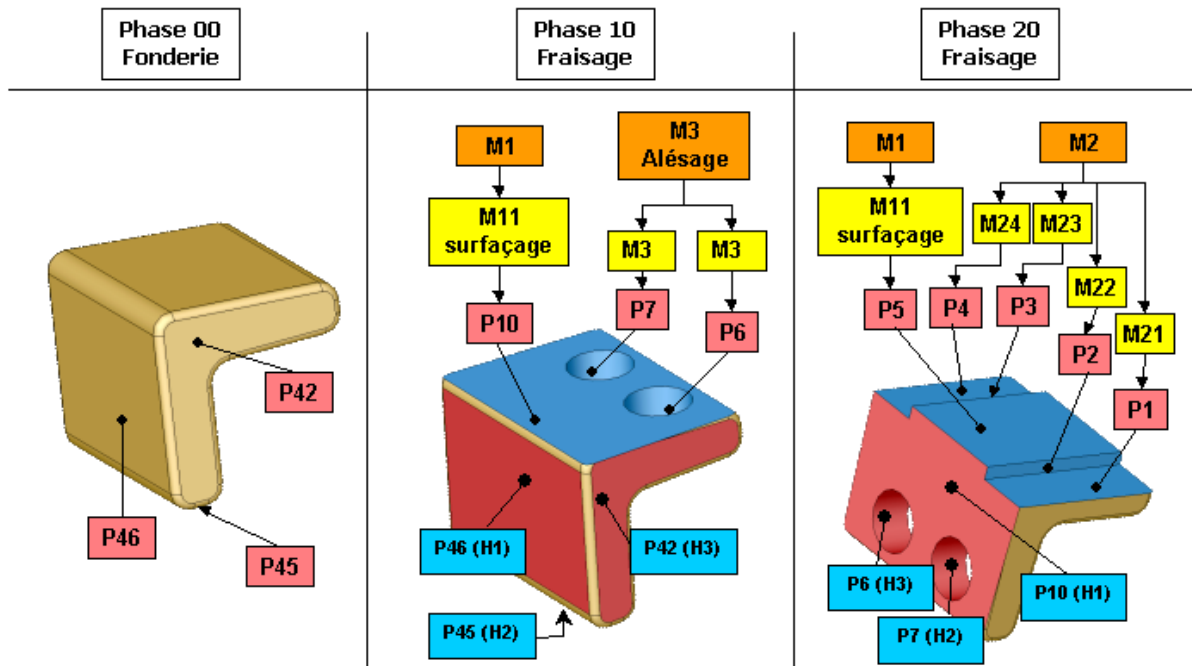 Phase 00
Fonderie
P42
P46
P45
Phase 10
Fraisage
M1
M3
Alésage
M11
surfaçage
M3
M3
P10
P7
P6
P46 (H1)
P42 (H3)
P45 (H2)
Phase 20
Fraisage
M1
M2
M11
surfaçage
M24
M23
M22
M21
P5
P4
P3
P2
P1
P6 (H3)
P10 (H1)
P7 (H2)